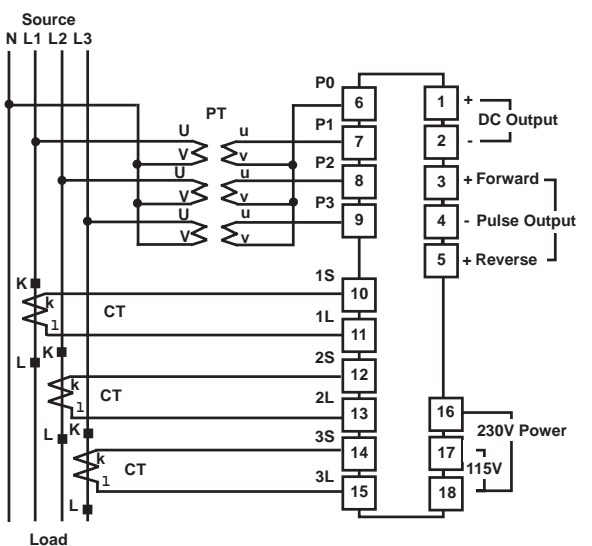 Source
N L1 L2 L3
PT
U
V
U
V
U
V
u
v
u
v
u
v
P0
6
P1
7
P2
8
P3
9
1 +
2 -
DC Output
3 + Forward
4 - Pulse Output
5 + Reverse
K
k
l
L
CT
1S
10
1L
11
K
k
l
L
CT
2S
12
2L
13
K
k
l
L
CT
3S
14
3L
15
16
230V Power
17
115V
18
Load